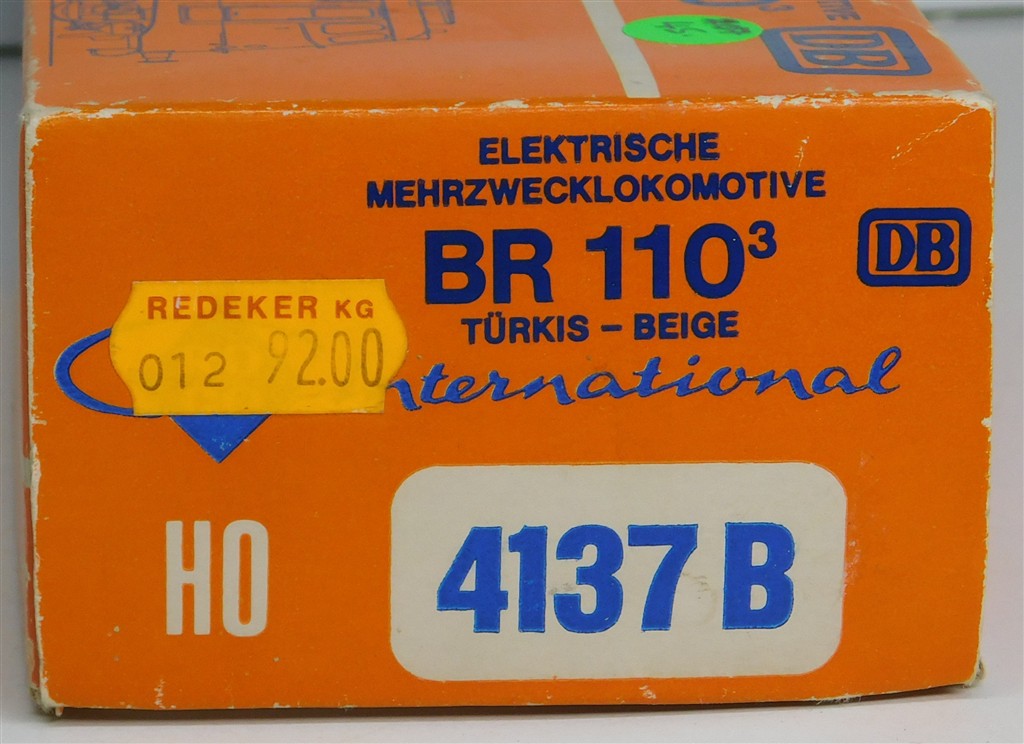 DB
ELEKTRISCHE
MEHRZWECKLOKOMOTIVE
BR 110³
DB
TÜRKIS – BEIGE
REDEKER KG
012 92.00
nternational
HO
4137 B